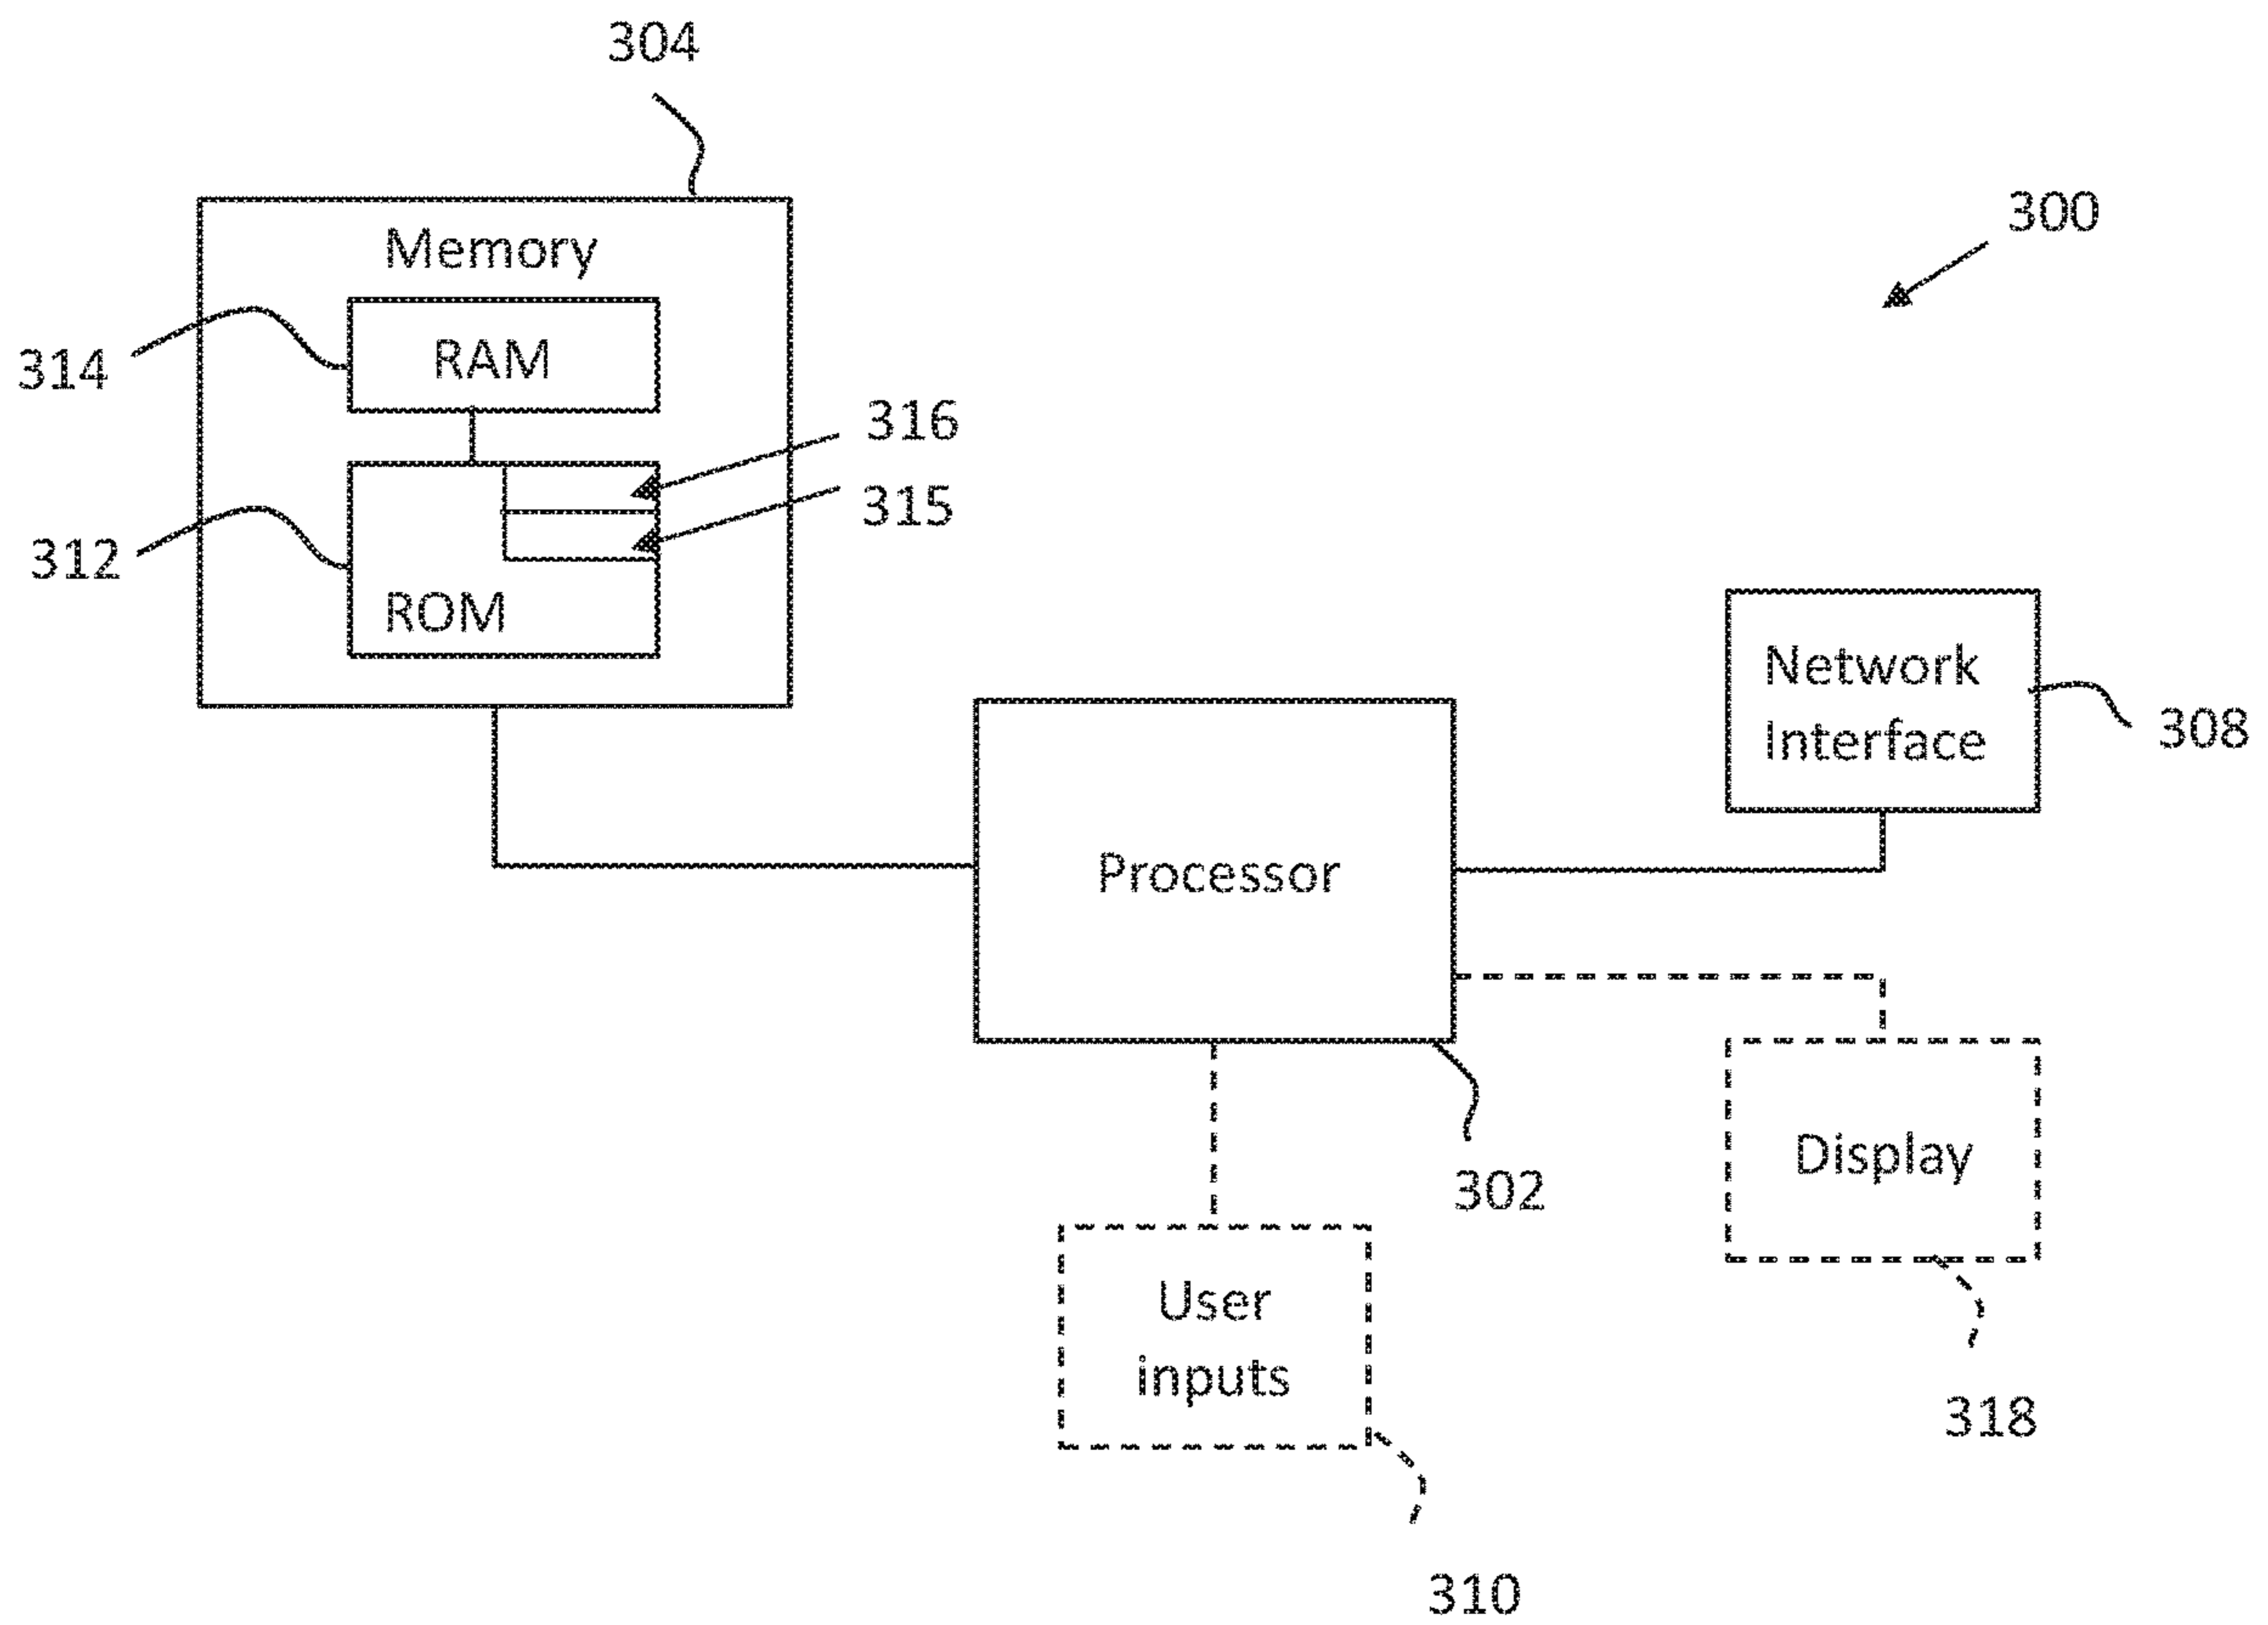 304
300
Memory
314
RAM
316
315
312
ROM
Network
Interface
308
Processor
302
Display
User
inputs
318
310